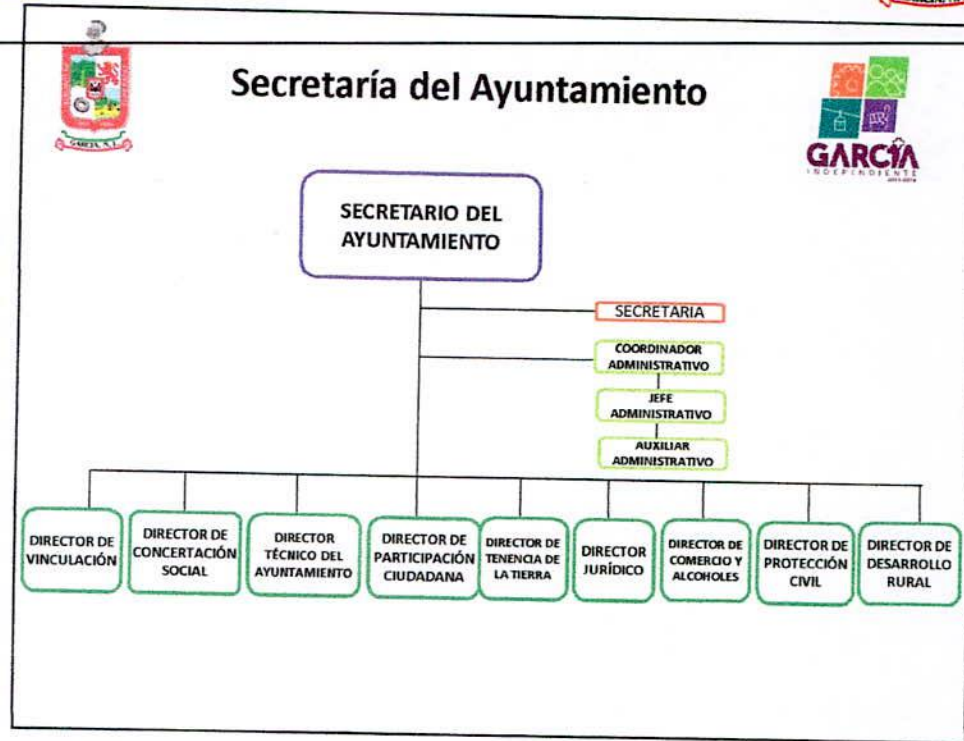 Secretaría del Ayuntamiento
GARCIA, N. L.
GARCÍA
INDEPENDIENTE
SECRETARIO DEL
AYUNTAMIENTO
SECRETARIA
COORDINADOR
ADMINISTRATIVO
JEFE
ADMINISTRATIVO
AUXILIAR
ADMINISTRATIVO
DIRECTOR DE
VINCULACIÓN
DIRECTOR DE
CONCERTACIÓN
SOCIAL
DIRECTOR
TÉCNICO DEL
AYUNTAMIENTO
DIRECTOR DE
PARTICIPACIÓN
CIUDADANA
DIRECTOR DE
TENENCIA DE
LA TIERRA
DIRECTOR
JURÍDICO
DIRECTOR DE
COMERCIO Y
ALCOHOLES
DIRECTOR DE
PROTECCIÓN
CIVIL
DIRECTOR DE
DESARROLLO
RURAL